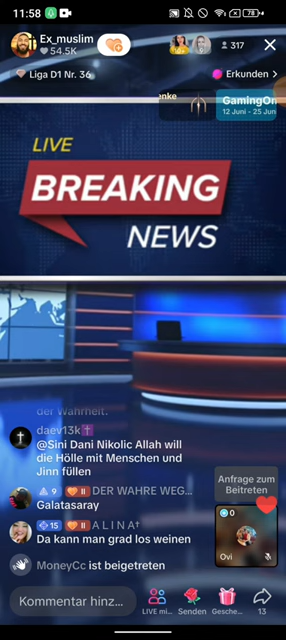 11:58
78
Ex_muslim
54.5K
317
Liga D1 Nr. 36
Erkunden
GamingOn
12 Juni - 25 Jun
LIVE
BREAKING
NEWS
der Wahrheit.
daev13k
@Sini Dani Nikolic Allah will
die Hölle mit Menschen und
Jinn füllen
9 II DER WAHRE WEG...
Galatasaray
15 II A L I N A✝
Da kann man grad los weinen
MoneyCc ist beigetreten
Anfrage zum
Beitreten
0
Ovi
Kommentar hinz...
LIVE mi...
Senden
Gesche...
13